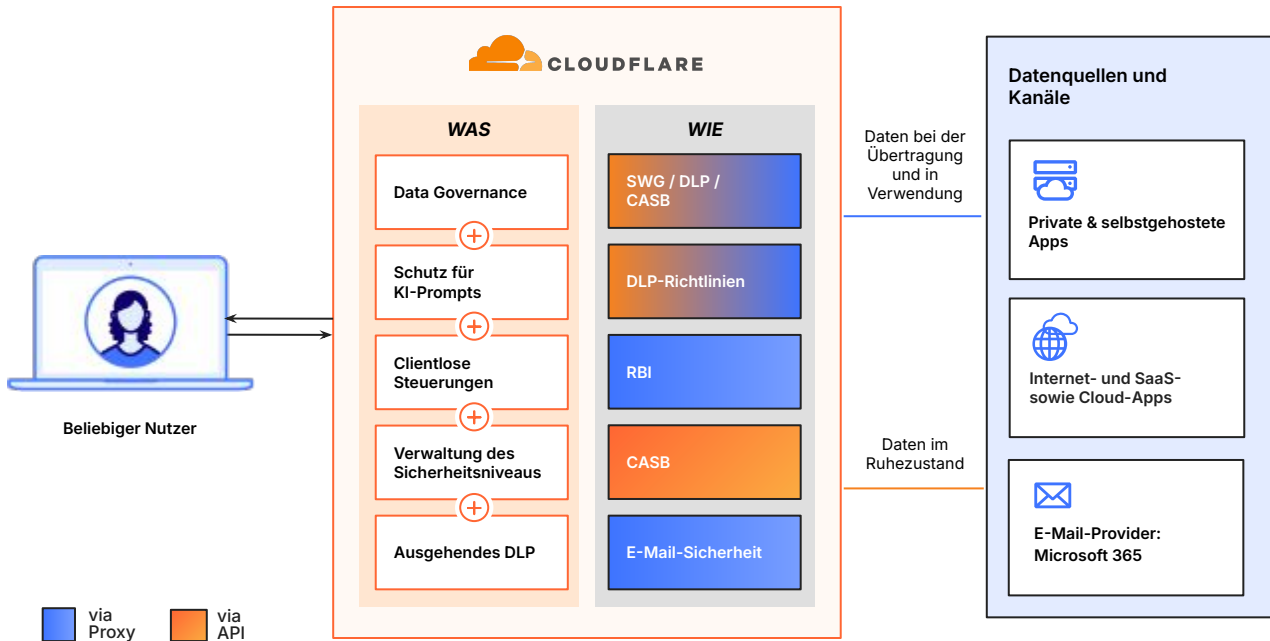 CLOUDFLARE
WAS
Data Governance
Schutz für
KI-Prompts
Clientlose
Steuerungen
Verwaltung des
Sicherheitsniveaus
Ausgehendes DLP
WIE
SWG / DLP /
CASB
DLP-Richtlinien
RBI
CASB
E-Mail-Sicherheit
Beliebiger Nutzer
via
Proxy
via
API
Daten bei der
Übertragung
und in
Verwendung
Daten im
Ruhezustand
Datenquellen und
Kanäle
Private & selbstgehostete
Apps
Internet- und SaaS-
sowie Cloud-Apps
E-Mail-Provider:
Microsoft 365